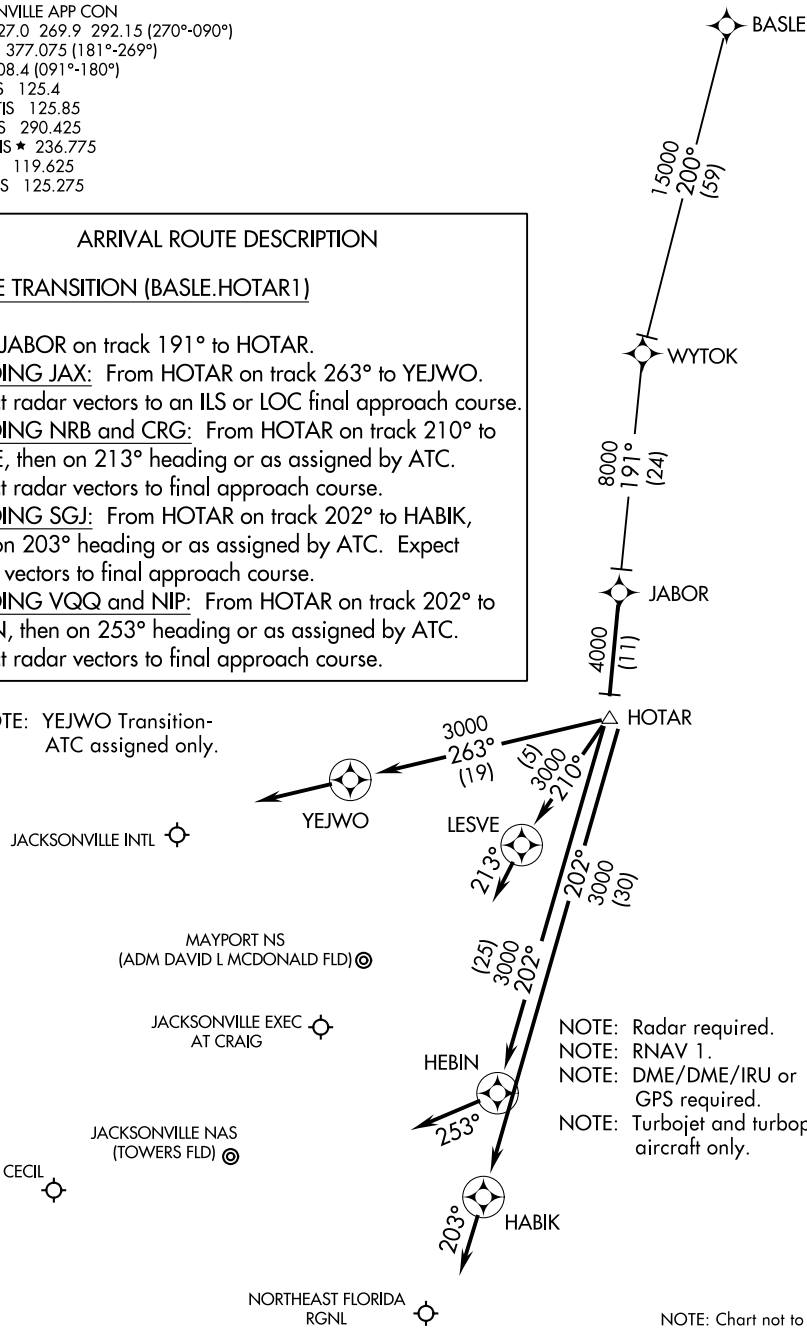 NVILLE APP CON
27.0 269.9 292.15 (270°-090°)
377.075 (181°-269°)
08.4 (091°-180°)
S 125.4
TIS 125.85
S 290.425
IS ★ 236.775
119.625
S 125.275
ARRIVAL ROUTE DESCRIPTION
E TRANSITION (BASLE.HOTAR1)
JABOR on track 191° to HOTAR.
DING JAX: From HOTAR on track 263° to YEJWO.
ct radar vectors to an ILS or LOC final approach course.
DING NRB and CRG: From HOTAR on track 210° to
E, then on 213° heading or as assigned by ATC.
ct radar vectors to final approach course.
DING SGJ: From HOTAR on track 202° to HABIK,
on 203° heading or as assigned by ATC. Expect
vectors to final approach course.
DING VQQ and NIP: From HOTAR on track 202° to
N, then on 253° heading or as assigned by ATC.
ct radar vectors to final approach course.
BASLE
15000
200°
(59)
WYTOK
8000
191°
(24)
JABOR
4000
(11)
HOTAR
OTE: YEJWO Transition-
ATC assigned only.
3000
263°
(19)
YEJWO
(5)
3000
210°
LESVE
213°
JACKSONVILLE INTL
202°
3000
(30)
(25)
3000
202°
MAYPORT NS
(ADM DAVID L MCDONALD FLD)
JACKSONVILLE EXEC
AT CRAIG
NOTE: Radar required.
NOTE: RNAV 1.
NOTE: DME/DME/IRU or
GPS required.
NOTE: Turbojet and turbop
aircraft only.
HEBIN
253°
JACKSONVILLE NAS
(TOWERS FLD)
CECIL
HABIK
203°
NORTHEAST FLORIDA
RGNL
NOTE: Chart not to